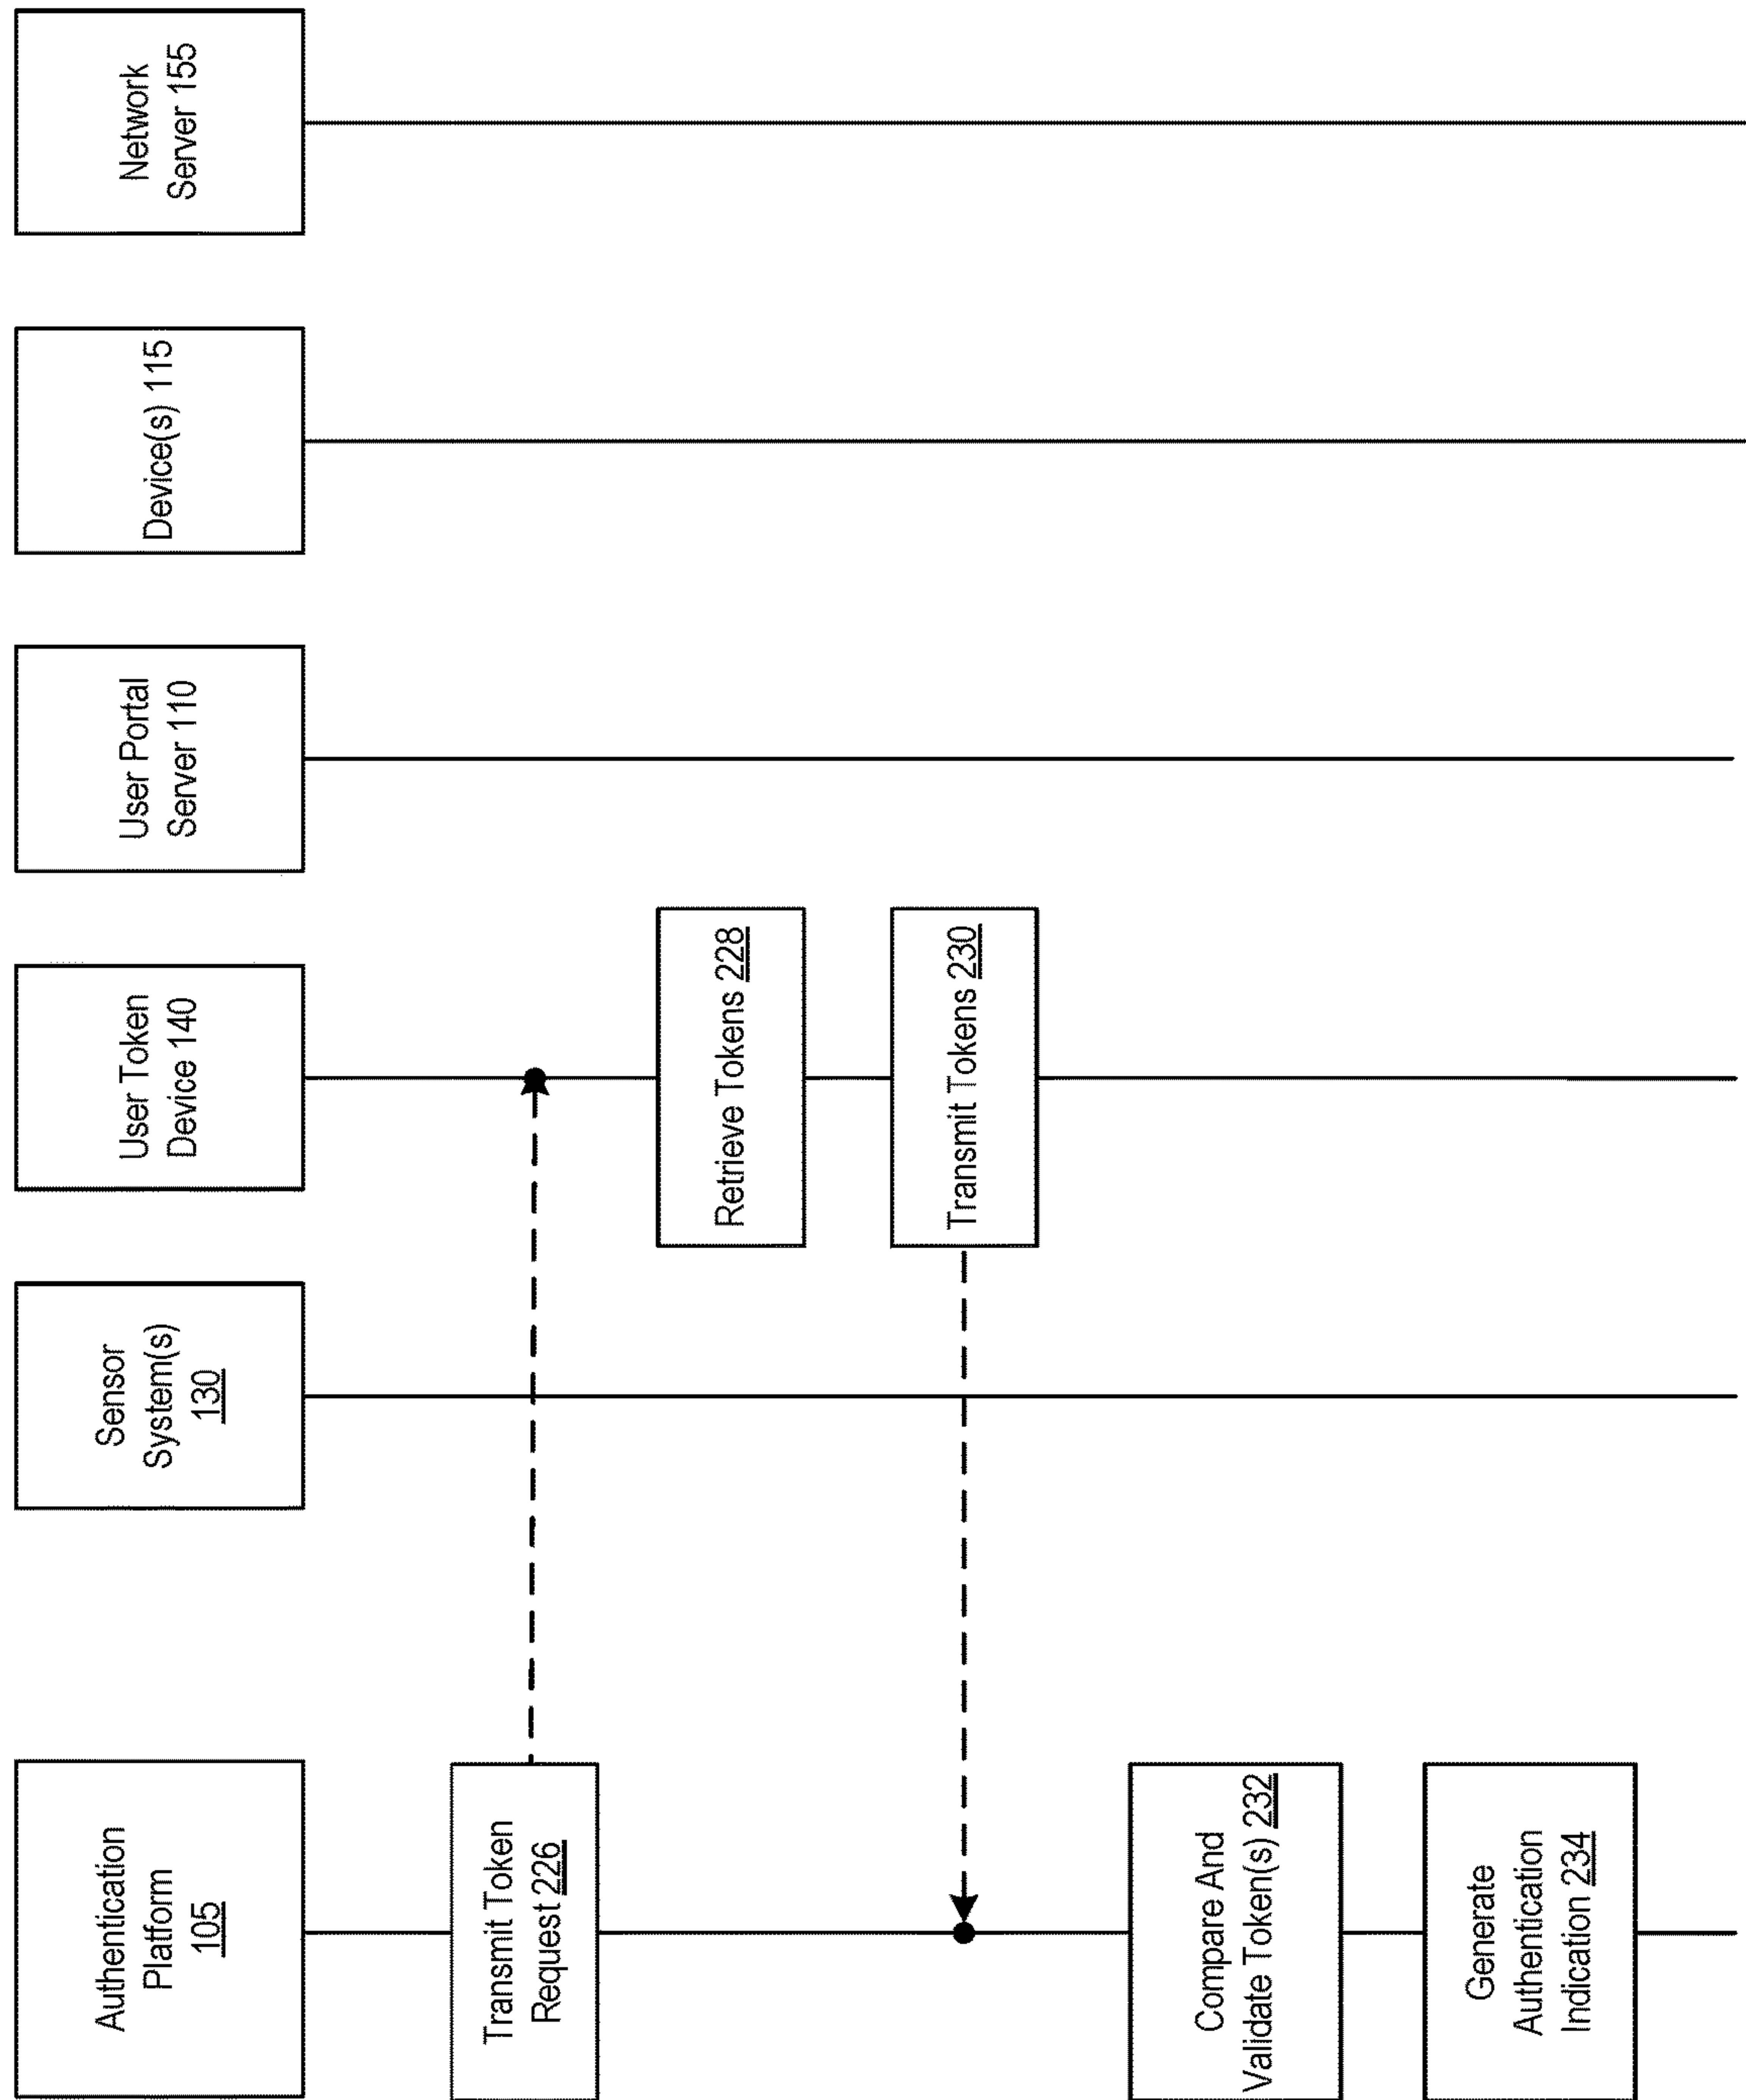 Authentication
Platform
105
Sensor
System(s)
130
User Token
Device 140
User Portal
Server 110
Device(s) 115
Network
Server 155
Transmit Token
Request 226
Retrieve Tokens 228
Transmit Tokens 230
Compare And
Validate Token(s) 232
Generate
Authentication
Indication 234